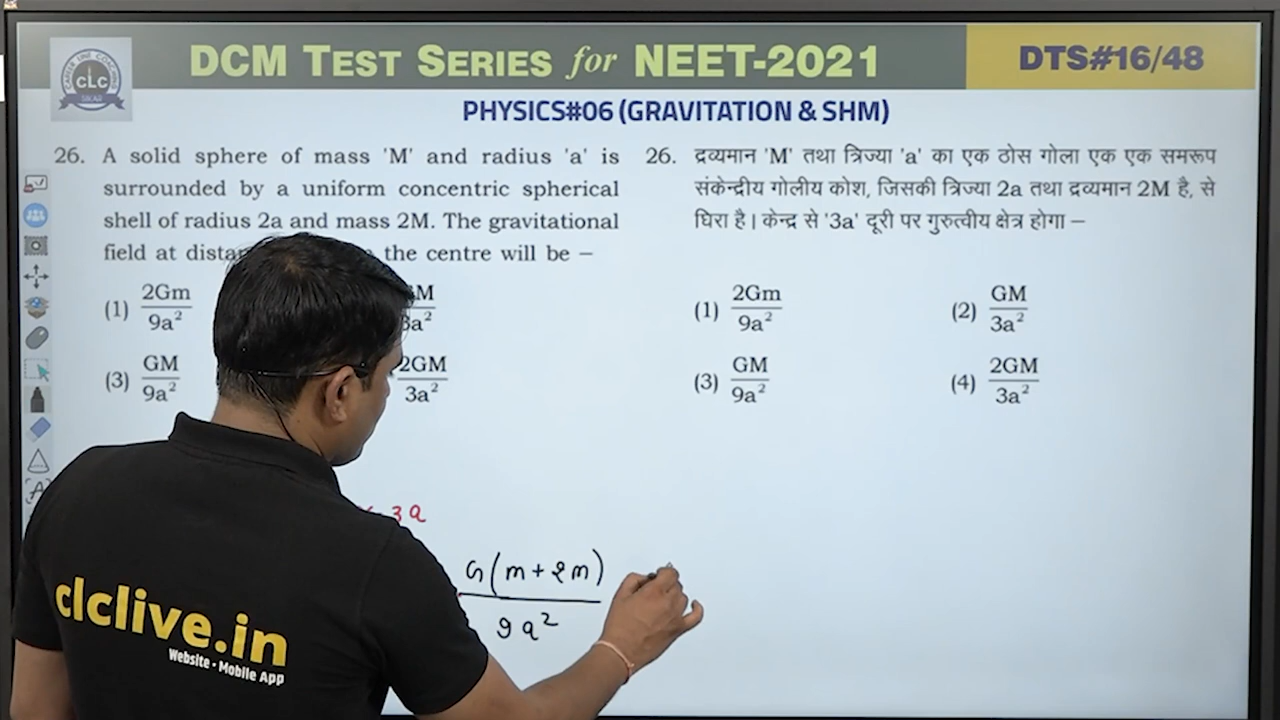 DCM TEST SERIES for NEET-2021
DTS#16/48
CLC
PHYSICS#06 (GRAVITATION & SHM)
26. A solid sphere of mass 'M' and radius 'a' is
surrounded by a uniform concentric spherical
shell of radius 2a and mass 2M. The gravitational
field at the centre will be –
(1) 2Gm/9a²
(3) GM/9a²
2GM/3a²
26. द्रव्यमान 'M' तथा त्रिज्या 'a' का एक ठोस गोला एक एक समरूप
संकेन्द्रीय गोलीय कोश, जिसकी त्रिज्या 2a तथा द्रव्यमान 2M है, से
घिरा है। केन्द्र से '3a' दूरी पर गुरुत्वीय क्षेत्र होगा –
(1) 2Gm/9a² (2) GM/3a²
(3) GM/9a² (4) 2GM/3a²
3a
G(m+2m)
9a²
clclive.in
Website • Mobile App